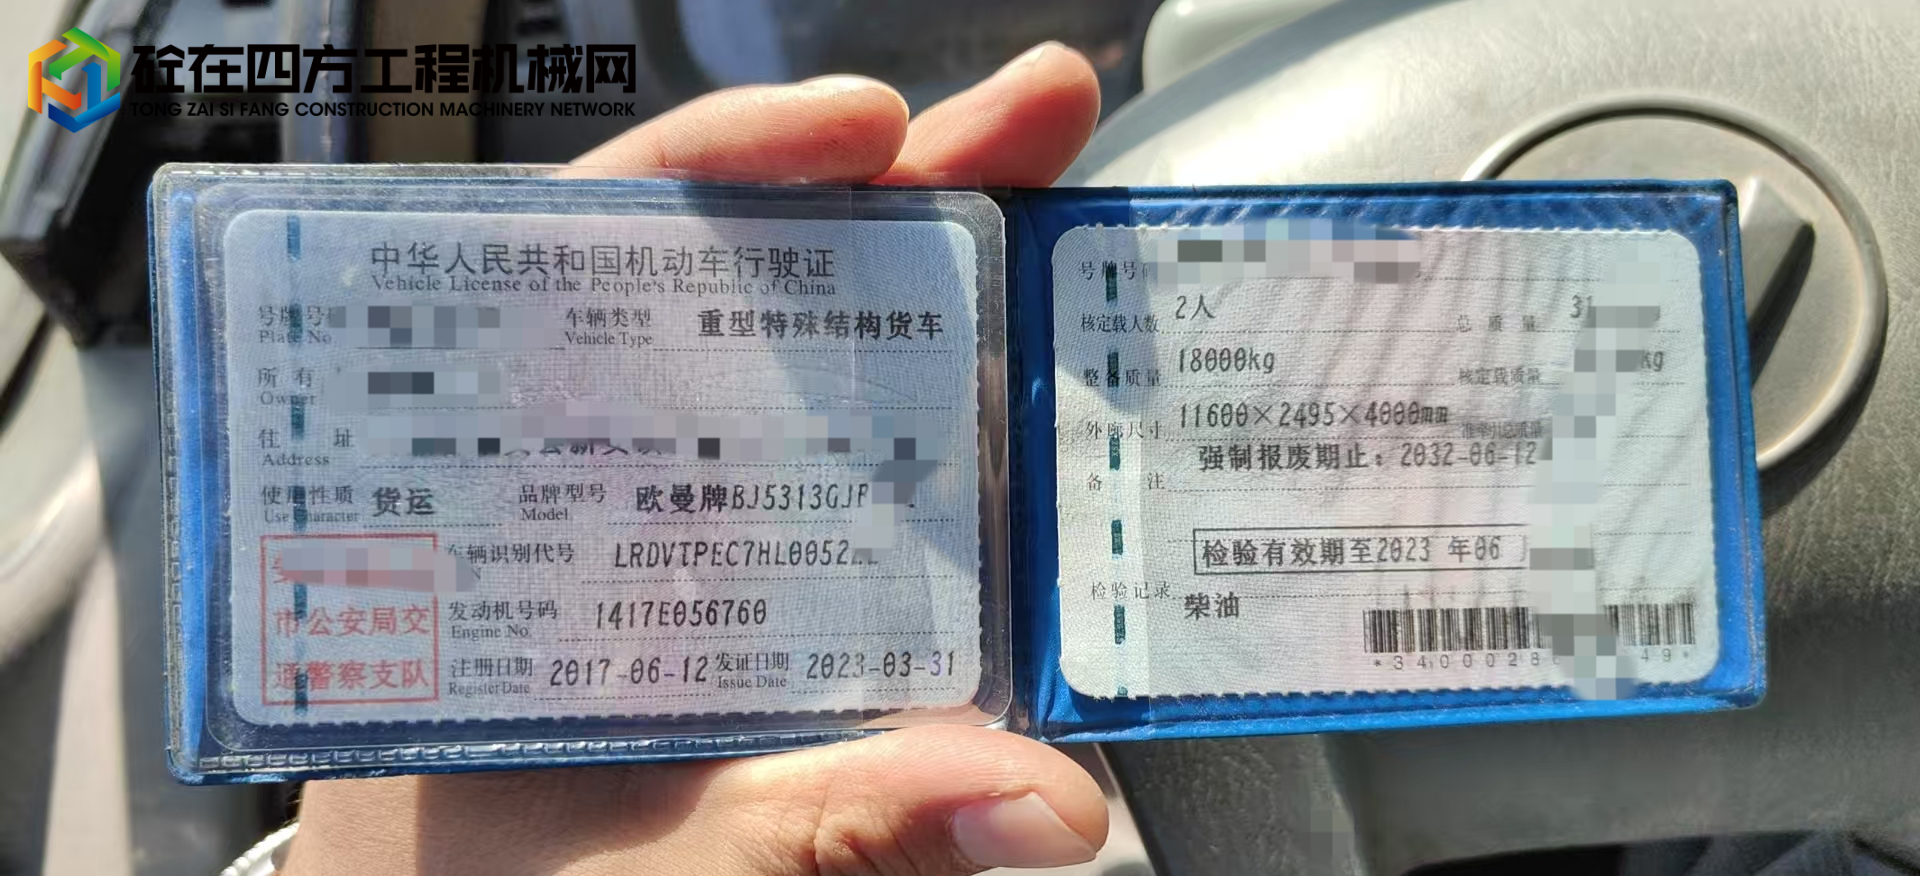 砼在四方工程机械网
TONG ZAI SI FANG CONSTRUCTION MACHINERY NETWORK
中华人民共和国机动车行驶证
Vehicle License of the People's Republic of China
号牌号
Plate No
车辆类型
Vehicle Type
重型特殊结构货车
所有
Owner
住 址
Address
使用性质
Use Character
货运
品牌型号
Model
欧曼牌BJ5313GJF
车辆识别代号
LRDVTPEC7HL0052
发动机号码
Engine No.
1417E056760
市公安局交
通警察支队
注册日期
Register Date
2017-06-12
发证日期
Issue Date
2023-03-31
号牌号
核定载人数
2人
总 质 量
31
整备质量
18000kg
核定载质量
kg
外廓尺寸
11600×2495×4000mm
准牵引总质量
强制报废期止：2032-06-12
备 注
检验有效期至2023 年06
检验记录
柴油
*3400028
49*